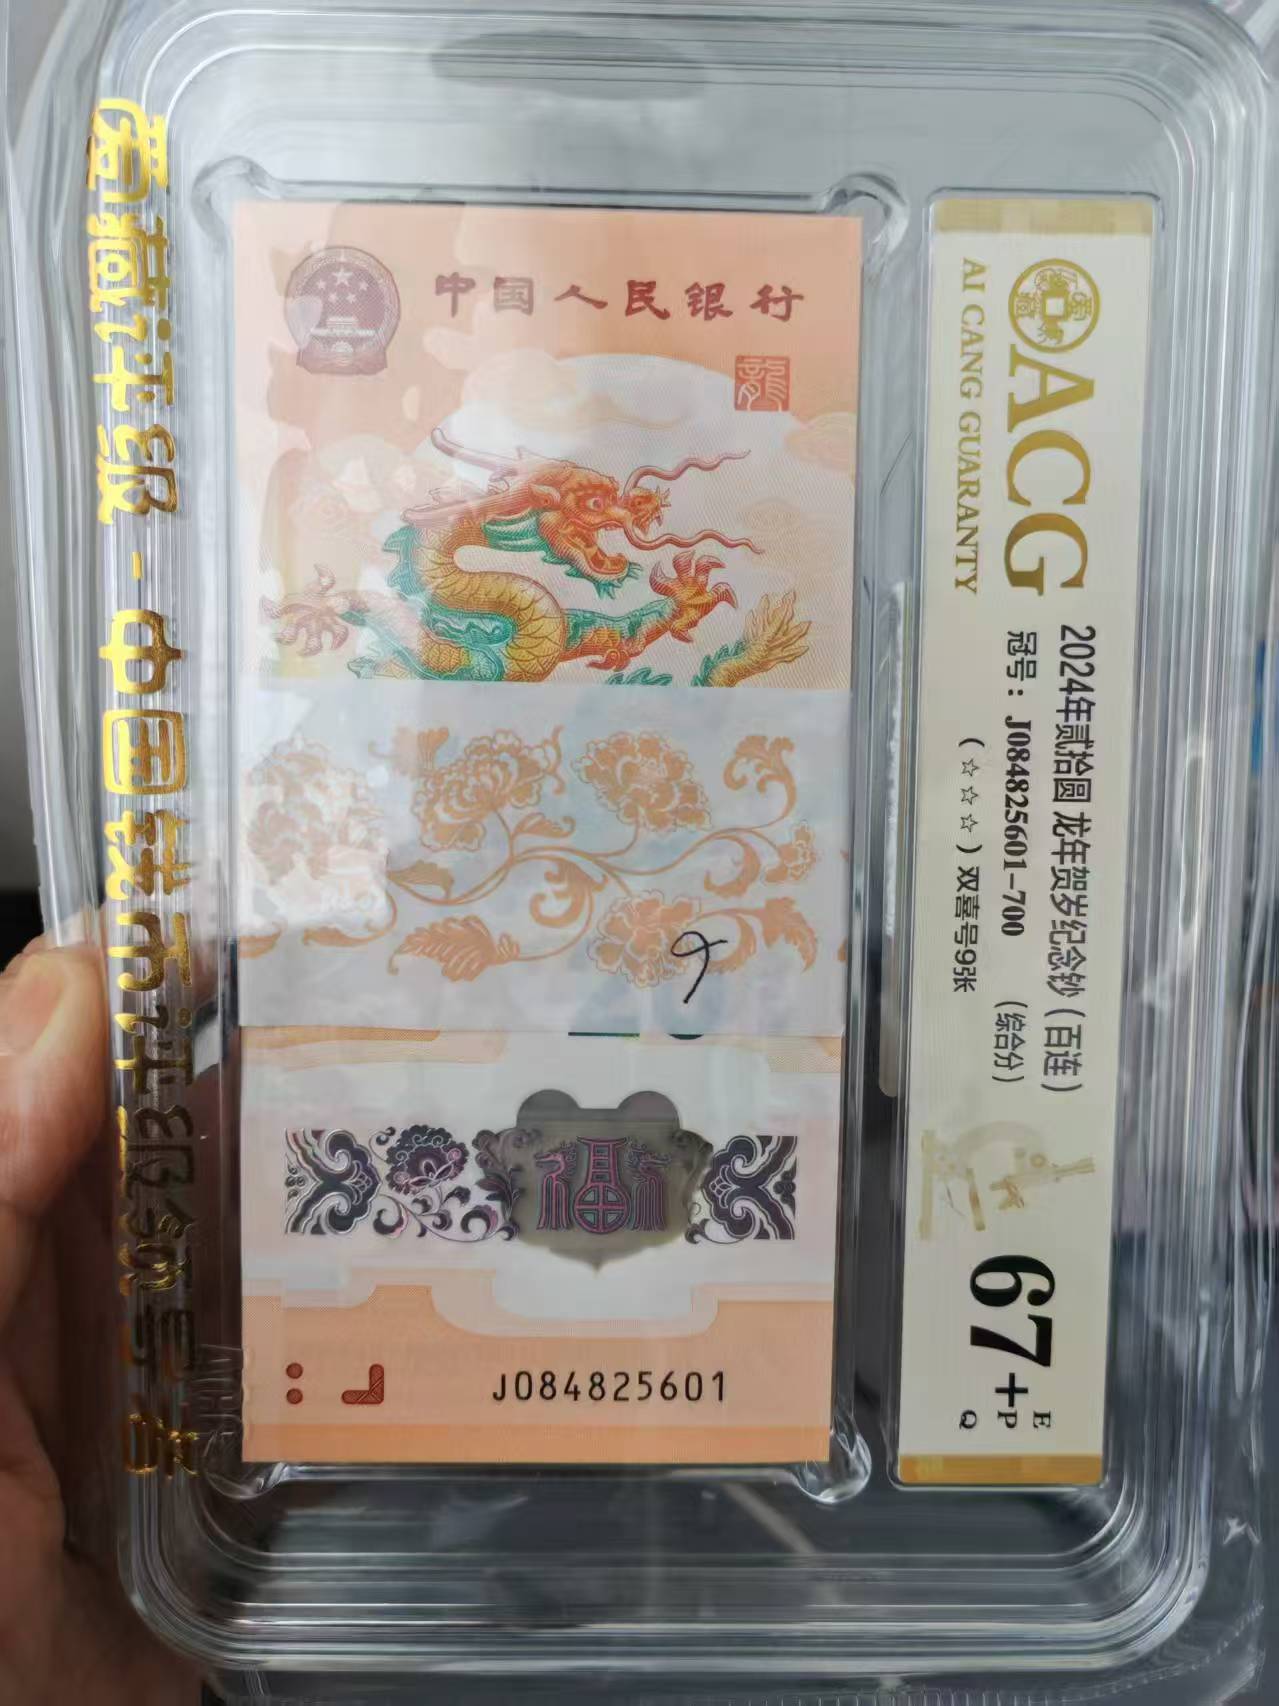 爱藏评级-中国钱币评级领导者
中国人民银行
龍
福
J084825601
ACG
AI CANG GUARANTY
2024年贰拾圆 龙年贺岁纪念钞（百连）
冠号：J084825601-700 （综合分）
（☆☆☆）双喜号9张
67+
E
P
Q